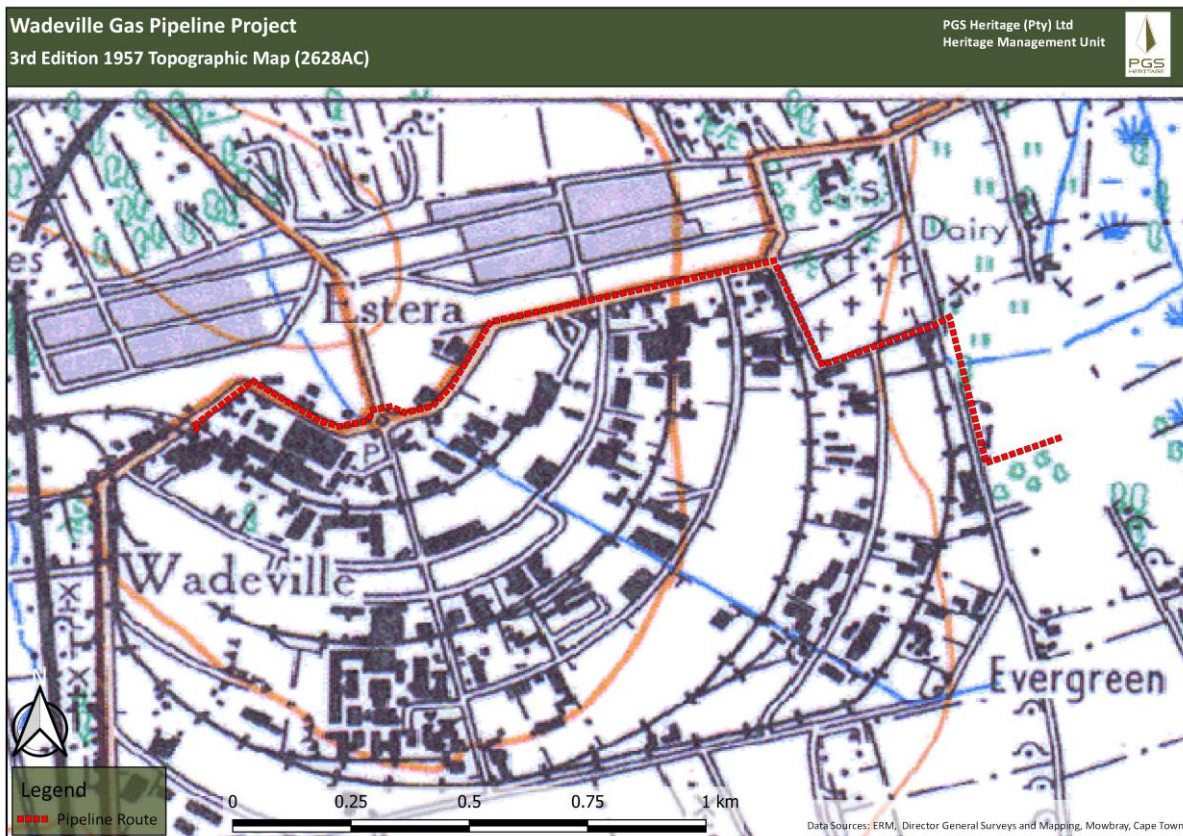 Wadeville Gas Pipeline Project
3rd Edition 1957 Topographic Map (2628AC)
PGS Heritage (Pty) Ltd
Heritage Management Unit
PGS
HERITAGE
S
Dairy
es
Estera
P
Wadeville
Evergreen
N
Legend
Pipeline Route
0 0.25 0.5 0.75 1 km
Data Sources: ERM, Director General Surveys and Mapping, Mowbray, Cape Town